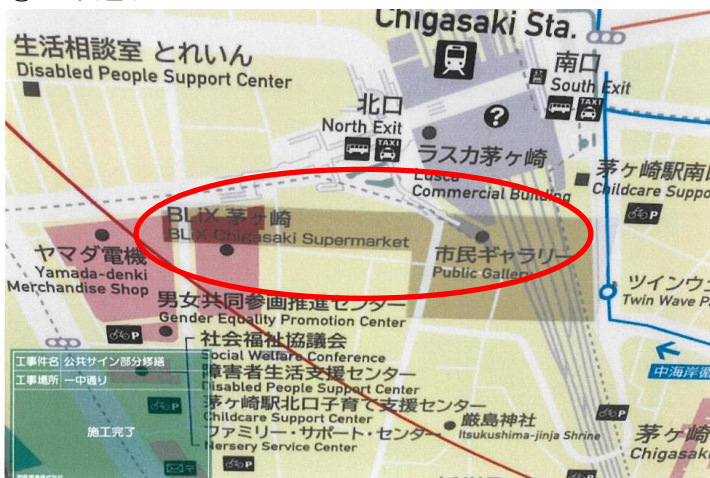 Chigasaki Sta.
生活相談室 とれいん
Disabled People Support Center
南口
South Exit
TAXI
北口
North Exit
TAXI
?
ラスカ茅ヶ崎
Lusca
Commercial Building
茅ヶ崎駅南
Childcare Suppo
P
BLiX 茅ヶ崎
BLiX Chigasaki Supermarket
市民ギャラリー
Public Gallery
ヤマダ電機
Yamada-denki
Merchandise Shop
ツインウェ
Twin Wave P
男女共同参画推進センター
Gender Equality Promotion Center
P
社会福祉協議会
Social Welfare Conference
障害者生活支援センター
Disabled People Support Center
茅ヶ崎駅北口子育て支援センター
Childcare Support Center
ファミリー・サポート・センター
Nersery Service Center
P
P
工事件名 公共サイン部分修繕
工事場所 一中通り
施工完了
厳島神社
Itsukushima-jinja Shrine
P
中海岸
茅ヶ崎
Chigasaki
P